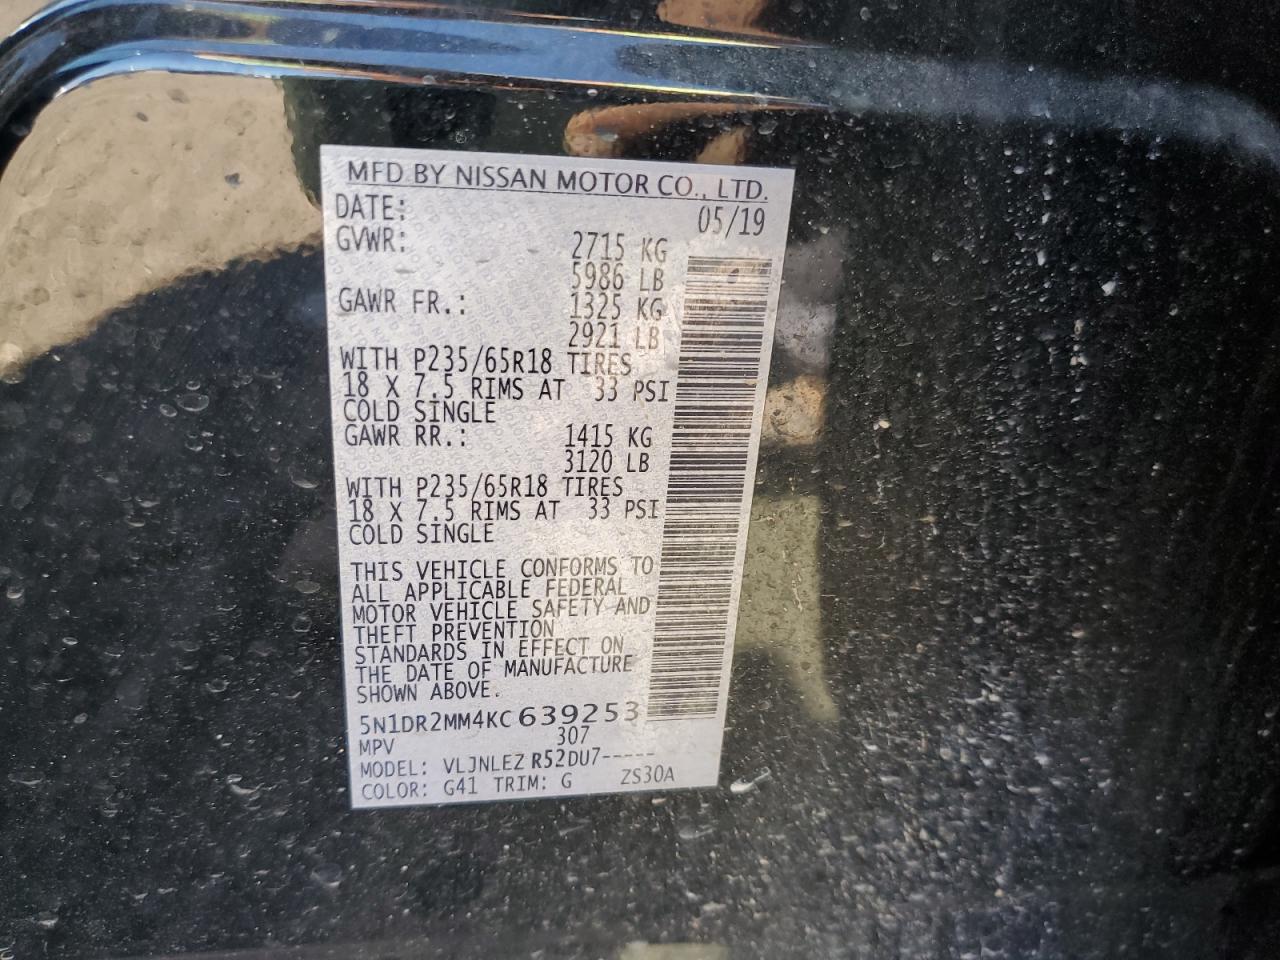 MFD BY NISSAN MOTOR CO., LTD.
DATE: 05/19
GVWR: 2715 KG
5986 LB
GAWR FR.: 1325 KG
2921 LB
WITH P235/65R18 TIRES
18 X 7.5 RIMS AT 33 PSI
COLD SINGLE
GAWR RR.: 1415 KG
3120 LB
WITH P235/65R18 TIRES
18 X 7.5 RIMS AT 33 PSI
COLD SINGLE
THIS VEHICLE CONFORMS TO
ALL APPLICABLE FEDERAL
MOTOR VEHICLE SAFETY AND
THEFT PREVENTION
STANDARDS IN EFFECT ON
THE DATE OF MANUFACTURE
SHOWN ABOVE.
5N1DR2MM4KC639253
MPV 307
MODEL: VLJNLEZ R52DU7-----
COLOR: G41 TRIM: G ZS30A